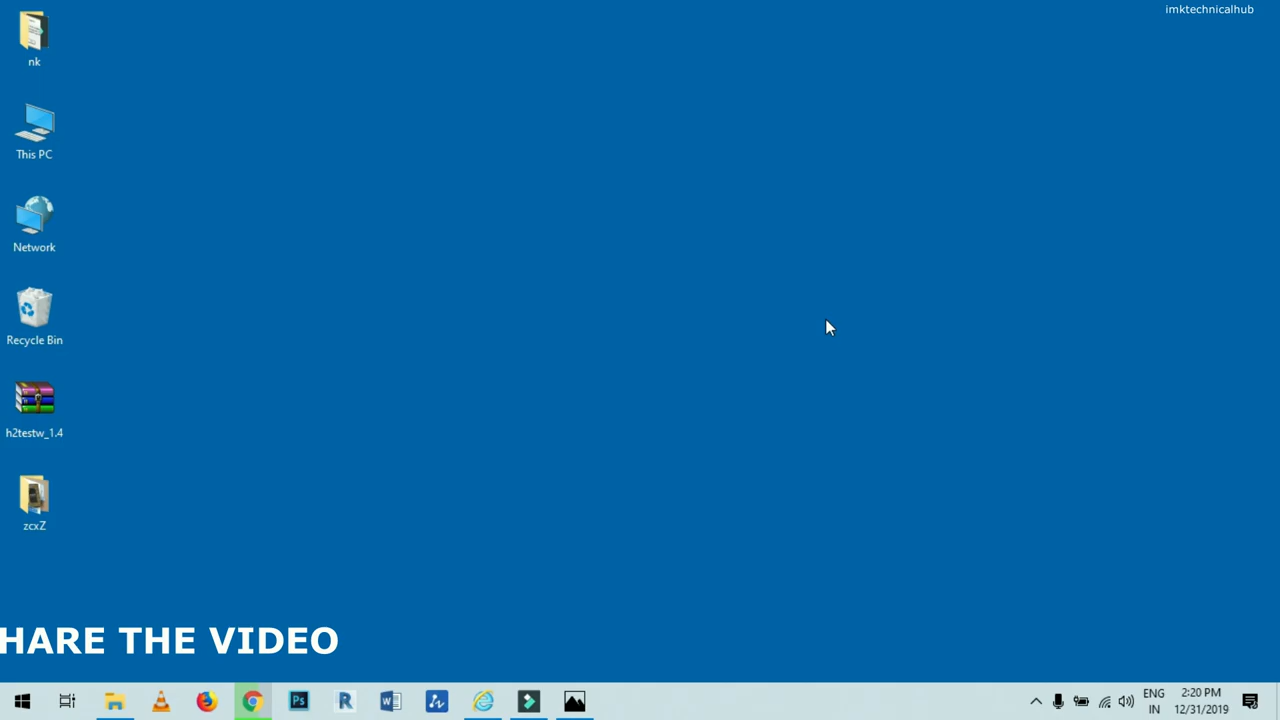 imktechnicalhub
nk
This PC
Network
Recycle Bin
h2testw_1.4
zcxZ
HARE THE VIDEO
Ps
R
W
ENG
IN
2:20 PM
12/31/2019